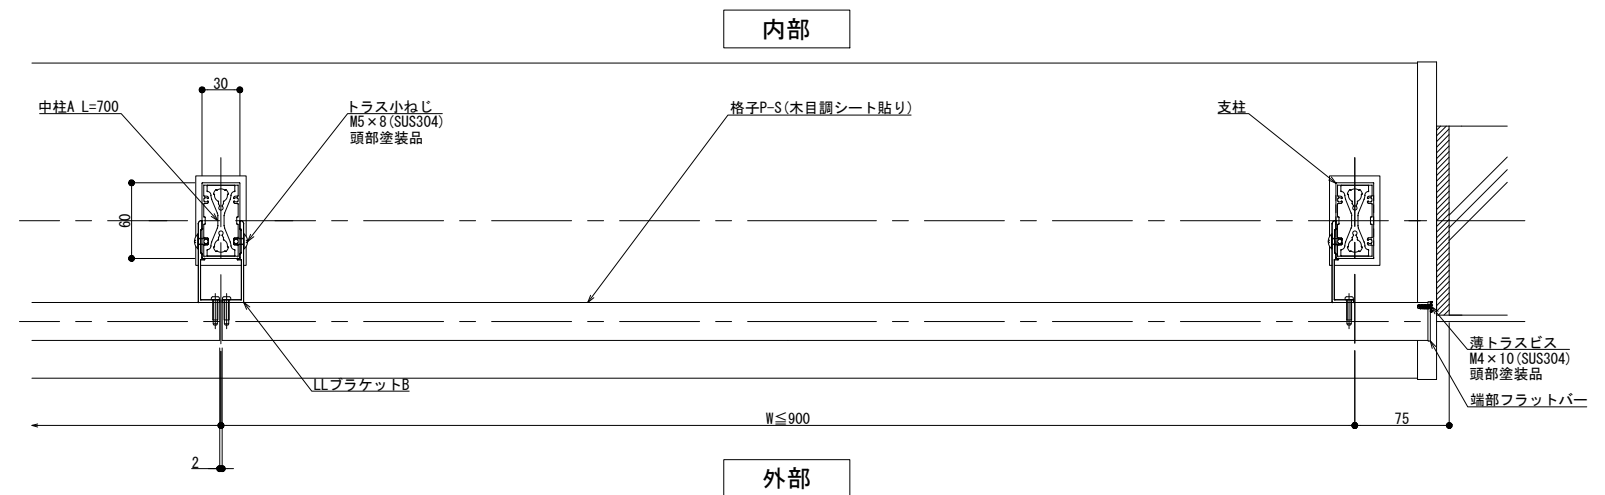 内部
30
中柱A L=700
トラス小ねじ
M5×8(SUS304)
頭部塗装品
格子P-S(木目調シート貼り)
支柱
60
薄トラスビス
M4×10(SUS304)
頭部塗装品
端部フラットバー
LLブラケットB
W≦900
75
2
外部